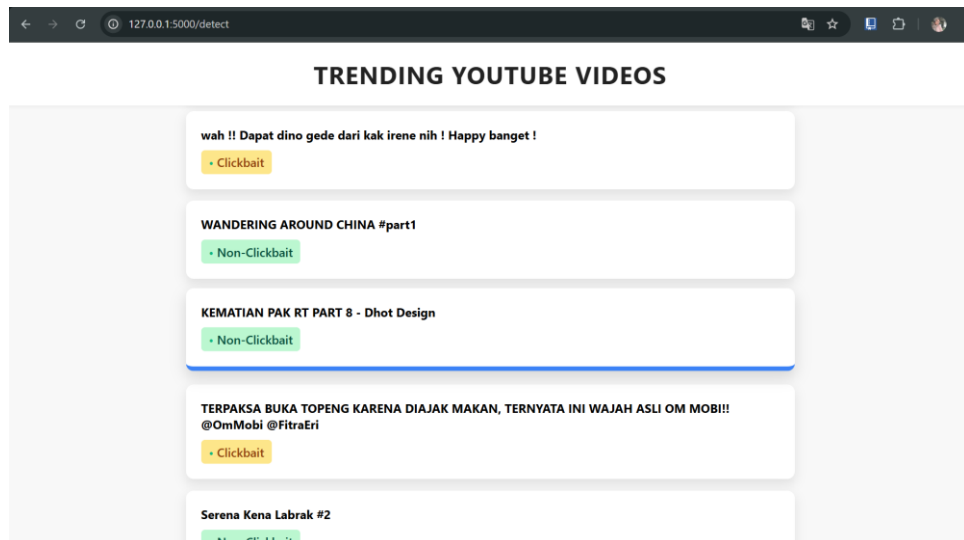 127.0.0.1:5000/detect
TRENDING YOUTUBE VIDEOS
wah !! Dapat dino gede dari kak irene nih ! Happy banget !
• Clickbait
WANDERING AROUND CHINA #part1
• Non-Clickbait
KEMATIAN PAK RT PART 8 - Dhot Design
• Non-Clickbait
TERPAKSA BUKA TOPENG KARENA DIAJAK MAKAN, TERNYATA INI WAJAH ASLI OM MOBI!!
@OmMobi @FitraEri
• Clickbait
Serena Kena Labrak #2
• Non-Clickbait